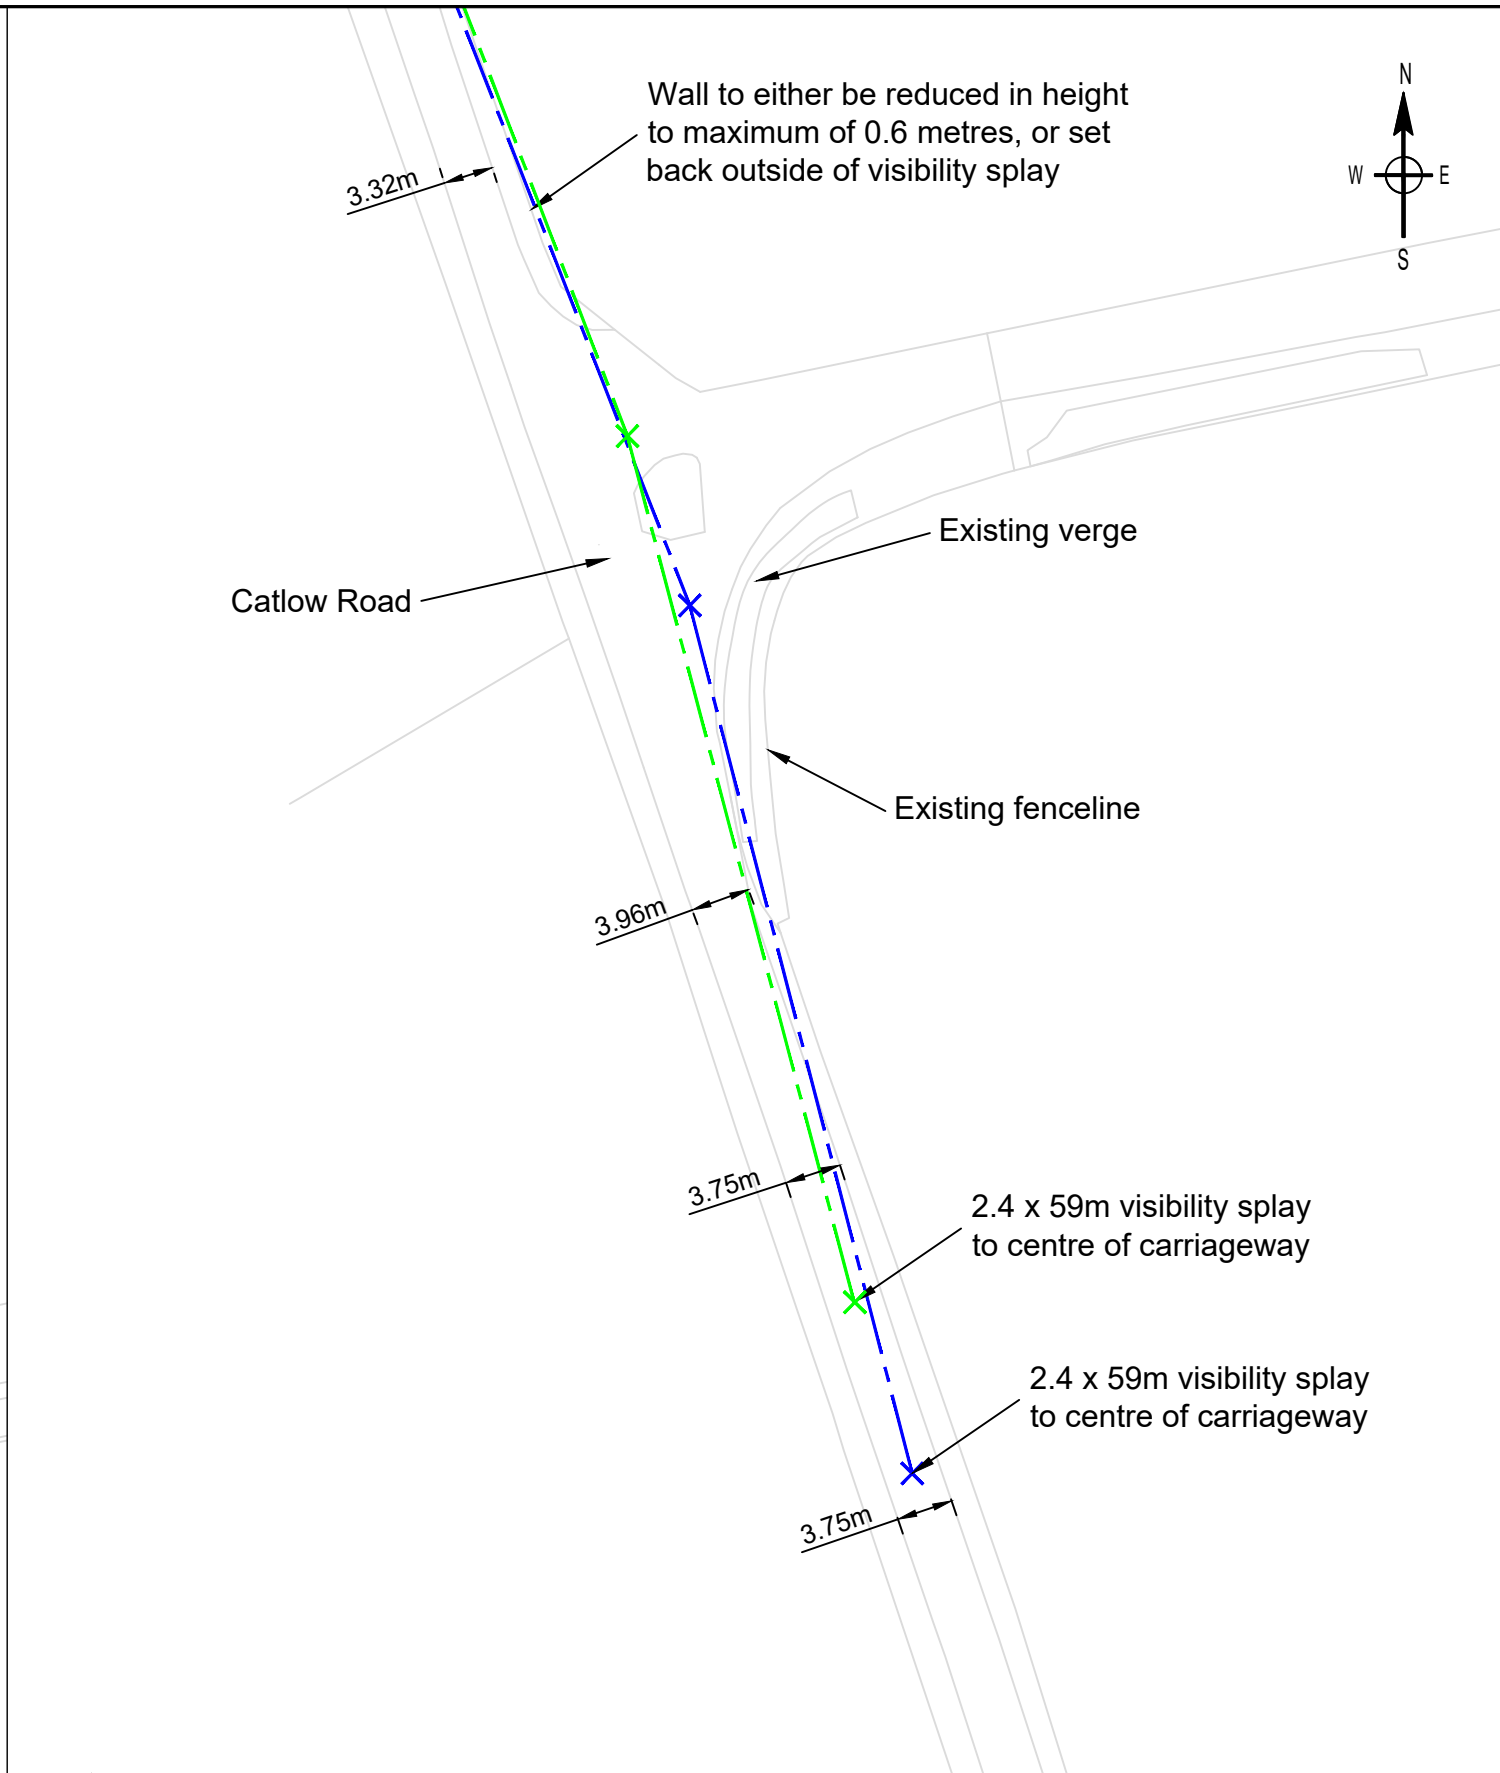 Wall to either be reduced in height
to maximum of 0.6 metres, or set
back outside of visibility splay
N
W
E
S
3.32m
Existing verge
Catlow Road
Existing fenceline
3.96m
3.75m
2.4 x 59m visibility splay
to centre of carriageway
2.4 x 59m visibility splay
to centre of carriageway
3.75m